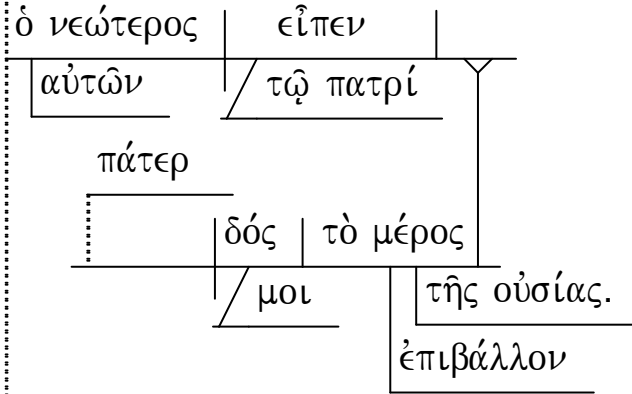 ὁ νεώτερος εἶπεν
αὐτῶν τῷ πατρί
πάτερ
δός τὸ μέρος
μοι τῆς οὐσίας.
ἐπιβάλλον